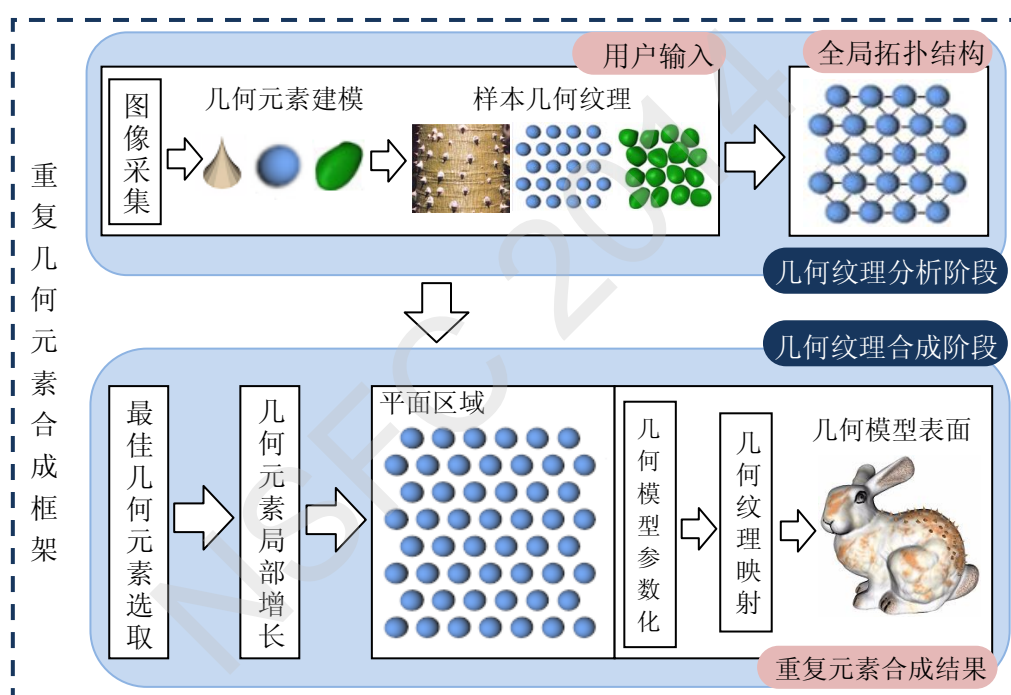 重复几何元素合成框架
用户输入
全局拓扑结构
图像采集
几何元素建模
样本几何纹理
几何纹理分析阶段
几何纹理合成阶段
最佳几何元素选取
几何元素局部增长
平面区域
几何模型参数化
几何纹理映射
几何模型表面
重复元素合成结果
NSFC 2014